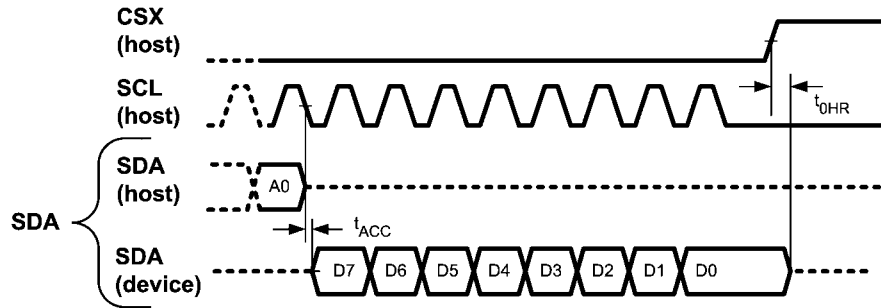 CSX
(host)
SCL
(host)
t0HR
SDA
(host)
A0
SDA
tACC
SDA
(device)
D7 D6 D5 D4 D3 D2 D1 D0